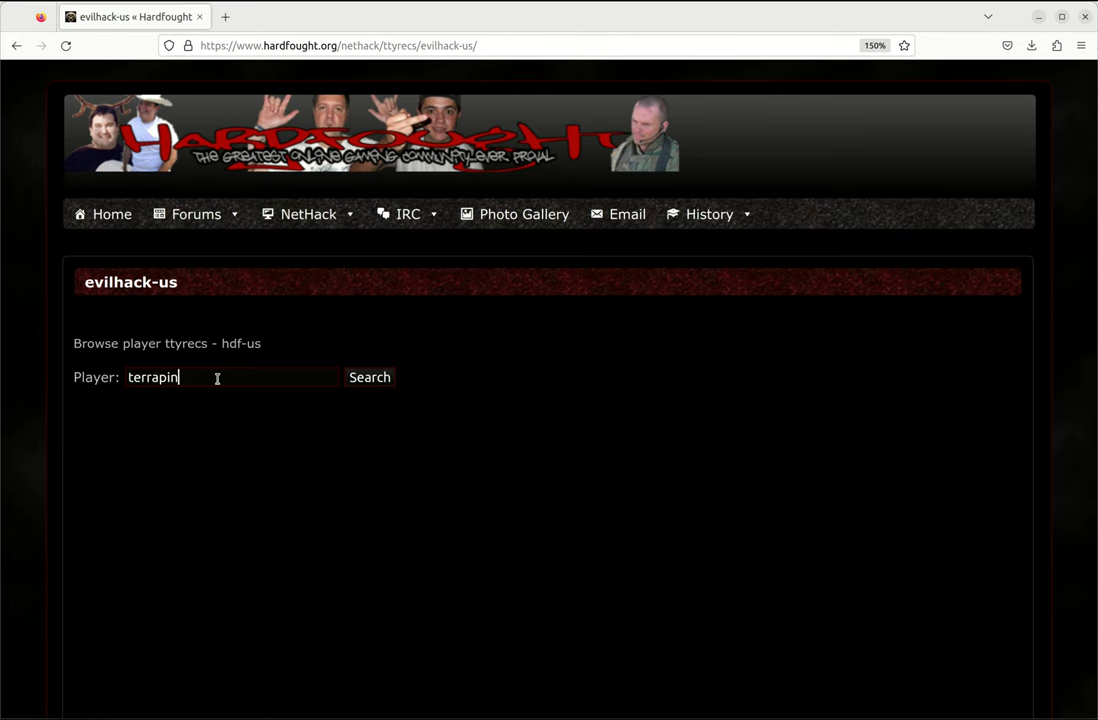 evilhack-us « Hardfought
https://www.hardfought.org/nethack/ttyrecs/evilhack-us/
150%
HARDFOUGHT
THE GREATEST ONLINE GAMING COMMUNITY EVER PROVAL
Home Forums NetHack IRC Photo Gallery Email History
evilhack-us
Browse player ttyrecs - hdf-us
Player: terrapin Search